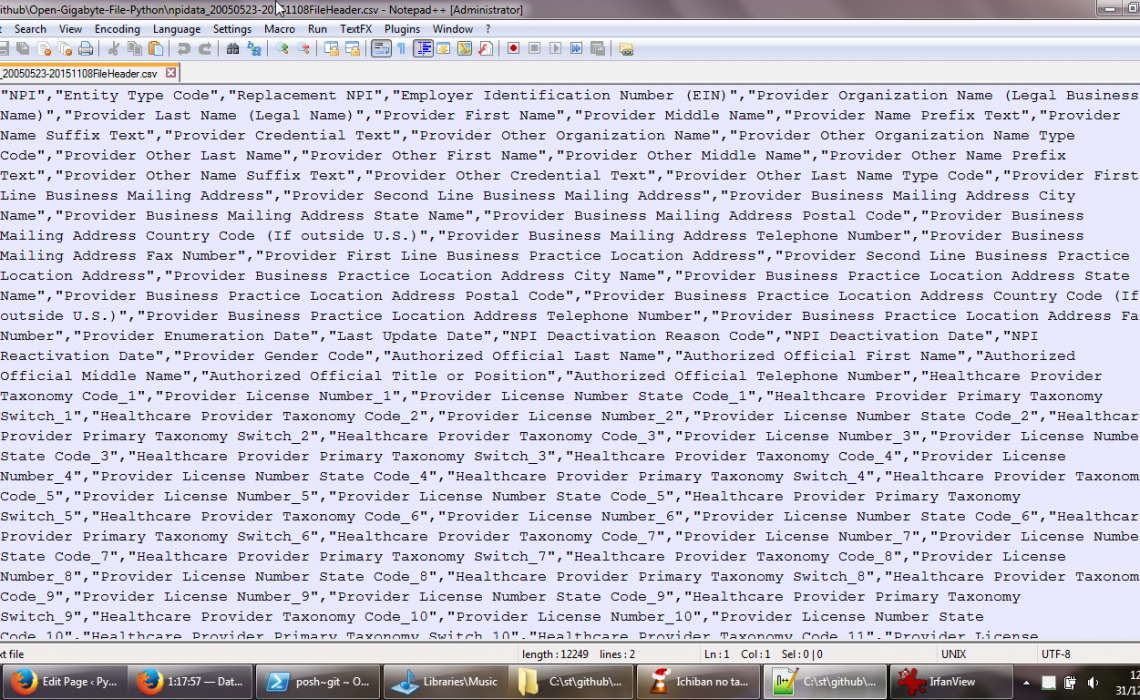 ithub\Open-Gigabyte-File-Python\npidata_20050523-20151108FileHeader.csv - Notepad++ [Administrator]
Search View Encoding Language Settings Macro Run TextFX Plugins Window ?
_20050523-20151108FileHeader.csv
"NPI","Entity Type Code","Replacement NPI","Employer Identification Number (EIN)","Provider Organization Name (Legal Business
Name)","Provider Last Name (Legal Name)","Provider First Name","Provider Middle Name","Provider Name Prefix Text","Provider
Name Suffix Text","Provider Credential Text","Provider Other Organization Name","Provider Other Organization Name Type
Code","Provider Other Last Name","Provider Other First Name","Provider Other Middle Name","Provider Other Name Prefix
Text","Provider Other Name Suffix Text","Provider Other Credential Text","Provider Other Last Name Type Code","Provider First
Line Business Mailing Address","Provider Second Line Business Mailing Address","Provider Business Mailing Address City
Name","Provider Business Mailing Address State Name","Provider Business Mailing Address Postal Code","Provider Business
Mailing Address Country Code (If outside U.S.)","Provider Business Mailing Address Telephone Number","Provider Business
Mailing Address Fax Number","Provider First Line Business Practice Location Address","Provider Second Line Business Practice
Location Address","Provider Business Practice Location Address City Name","Provider Business Practice Location Address State
Name","Provider Business Practice Location Address Postal Code","Provider Business Practice Location Address Country Code (If
outside U.S.)","Provider Business Practice Location Address Telephone Number","Provider Business Practice Location Address Fa
Number","Provider Enumeration Date","Last Update Date","NPI Deactivation Reason Code","NPI Deactivation Date","NPI
Reactivation Date","Provider Gender Code","Authorized Official Last Name","Authorized Official First Name","Authorized
Official Middle Name","Authorized Official Title or Position","Authorized Official Telephone Number","Healthcare Provider
Taxonomy Code_1","Provider License Number_1","Provider License Number State Code_1","Healthcare Provider Primary Taxonomy
Switch_1","Healthcare Provider Taxonomy Code_2","Provider License Number_2","Provider License Number State Code_2","Healthcar
Provider Primary Taxonomy Switch_2","Healthcare Provider Taxonomy Code_3","Provider License Number_3","Provider License Numbe
State Code_3","Healthcare Provider Primary Taxonomy Switch_3","Healthcare Provider Taxonomy Code_4","Provider License
Number_4","Provider License Number State Code_4","Healthcare Provider Primary Taxonomy Switch_4","Healthcare Provider Taxonom
Code_5","Provider License Number_5","Provider License Number State Code_5","Healthcare Provider Primary Taxonomy
Switch_5","Healthcare Provider Taxonomy Code_6","Provider License Number_6","Provider License Number State Code_6","Healthcar
Provider Primary Taxonomy Switch_6","Healthcare Provider Taxonomy Code_7","Provider License Number_7","Provider License Numbe
State Code_7","Healthcare Provider Primary Taxonomy Switch_7","Healthcare Provider Taxonomy Code_8","Provider License
Number_8","Provider License Number State Code_8","Healthcare Provider Primary Taxonomy Switch_8","Healthcare Provider Taxonom
Code_9","Provider License Number_9","Provider License Number State Code_9","Healthcare Provider Primary Taxonomy
Switch_9","Healthcare Provider Taxonomy Code_10","Provider License Number_10","Provider License Number State
Code_10","Healthcare Provider Primary Taxonomy Switch_10","Healthcare Provider Taxonomy Code_11","Provider License
xt file length : 12249 lines : 2 Ln : 1 Col : 1 Sel : 0 | 0 UNIX UTF-8
Edit Page ‹ Py... 1:17:57 — Dat... posh~git ~ O... Libraries\Music C:\st\github\... Ichiban no ta... C:\st\github\... IrfanView
31/1